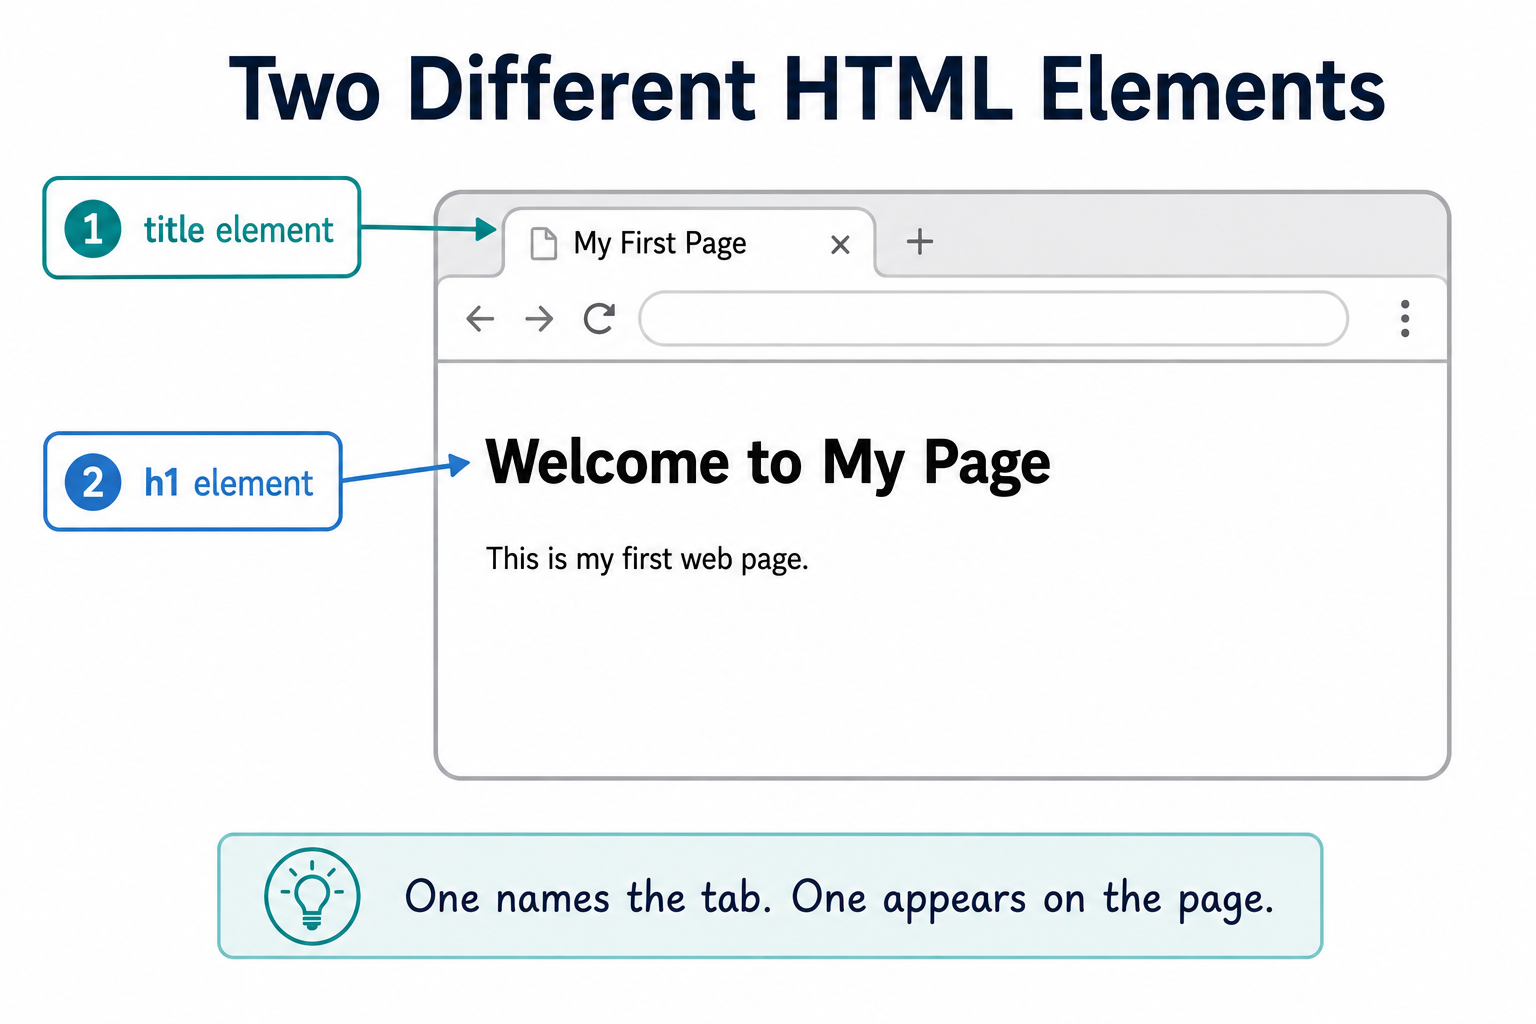 Two Different HTML Elements
1 title element
My First Page
2 h1 element
Welcome to My Page
This is my first web page.
One names the tab. One appears on the page.